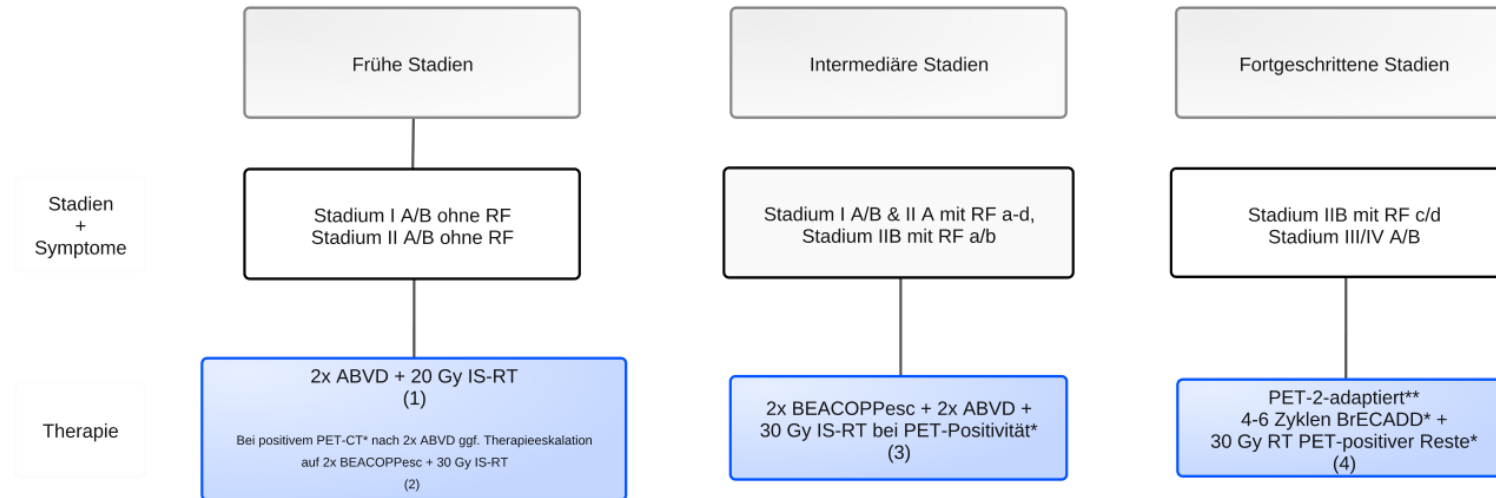 Frühe Stadien
Intermediäre Stadien
Fortgeschrittene Stadien
Stadien
+
Symptome
Stadium I A/B ohne RF
Stadium II A/B ohne RF
Stadium I A/B & II A mit RF a-d,
Stadium IIB mit RF a/b
Stadium IIB mit RF c/d
Stadium III/IV A/B
Therapie
2x ABVD + 20 Gy IS-RT
(1)
Bei positivem PET-CT* nach 2x ABVD ggf. Therapieeskalation
auf 2x BEACOPPesc + 30 Gy IS-RT
(2)
2x BEACOPPesc + 2x ABVD +
30 Gy IS-RT bei PET-Positivität*
(3)
PET-2-adaptiert**
4-6 Zyklen BrECADD* +
30 Gy RT PET-positiver Reste*
(4)